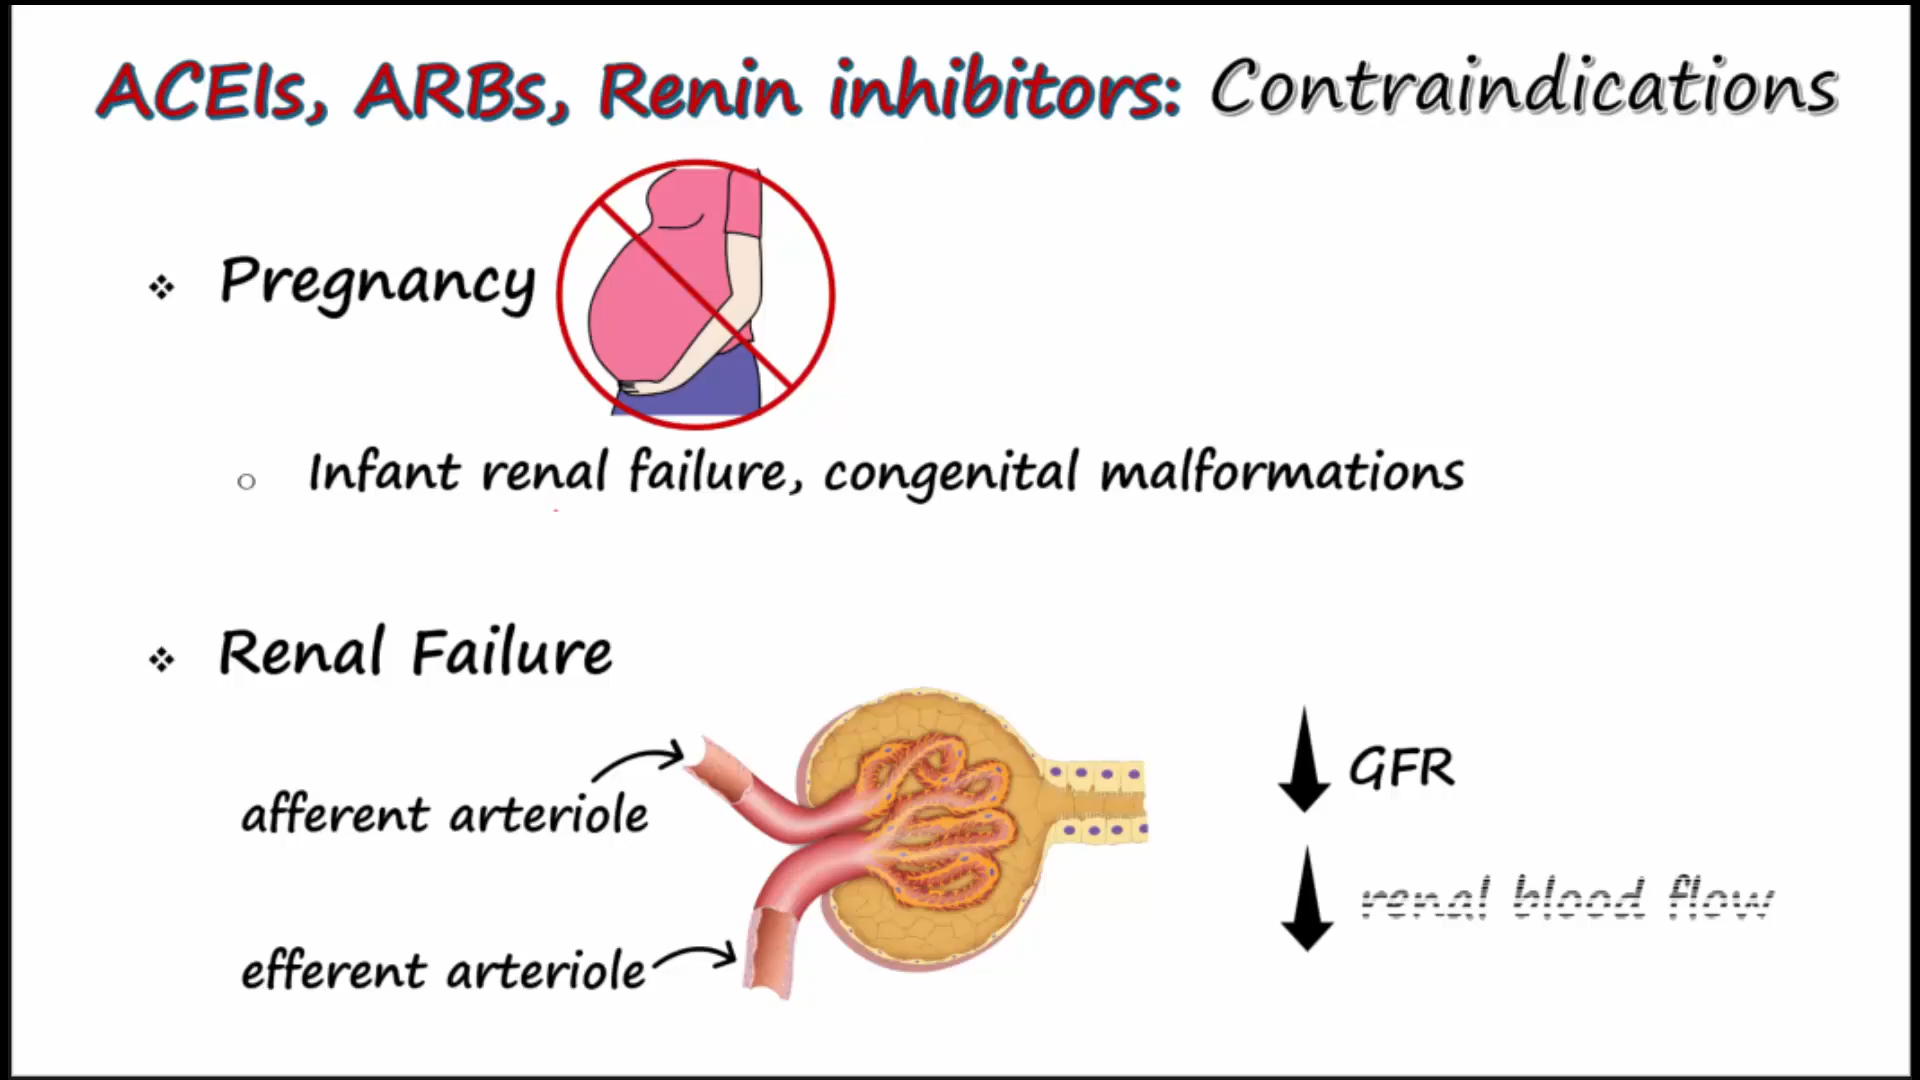 ACEIs, ARBs, Renin inhibitors: Contraindications
Pregnancy
Infant renal failure, congenital malformations
Renal Failure
afferent arteriole
efferent arteriole
GFR
renal blood flow